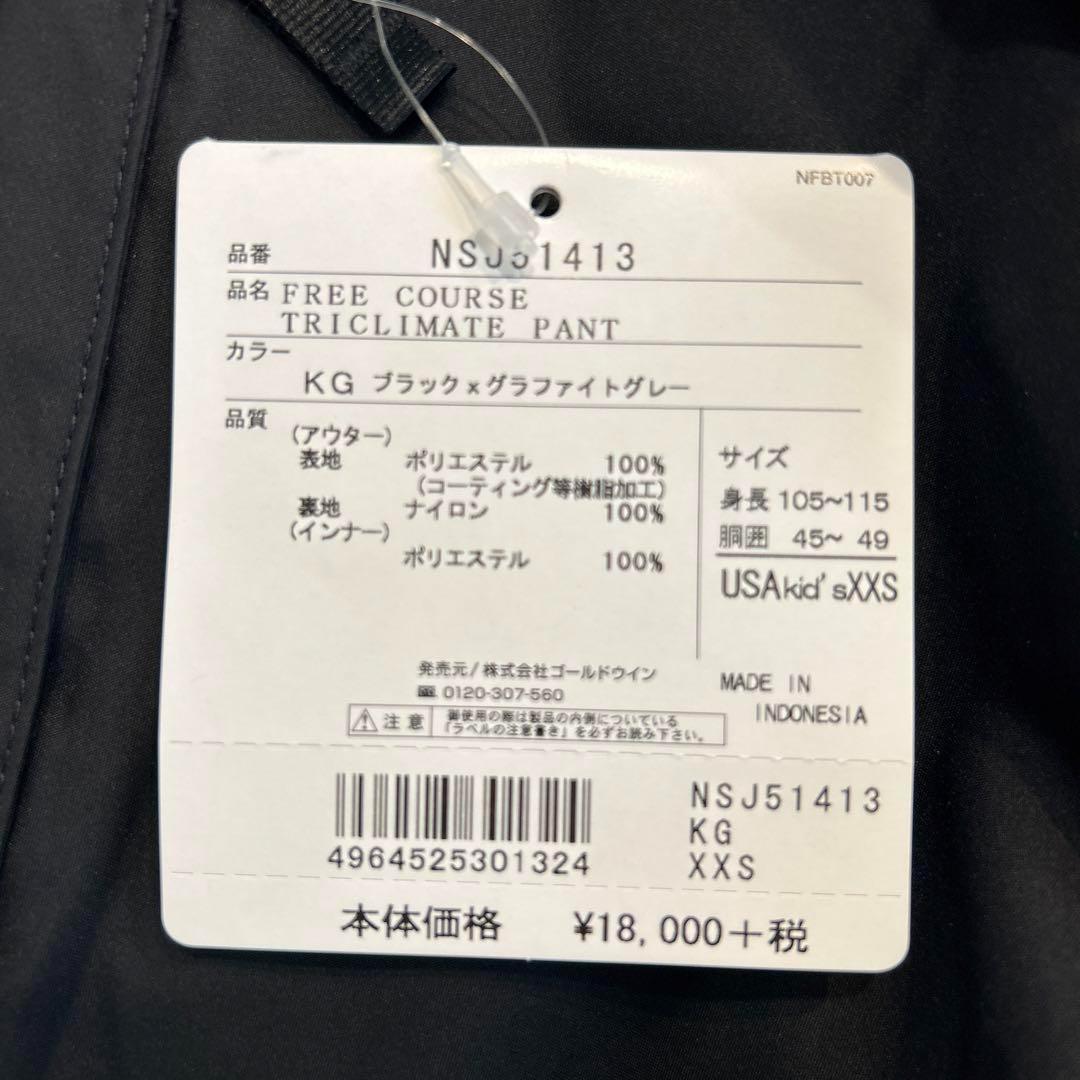 NFBT007
品番 NSJ51413
品名 FREE COURSE
TRICLIMATE PANT
カラー
KG ブラック×グラファイトグレー
品質
(アウター)
表地 ポリエステル 100%
(コーティング等樹脂加工)
裏地 ナイロン 100%
(インナー)
ポリエステル 100%
サイズ
身長 105~115
胴囲 45~ 49
USAkid'sXXS
発売元/株式会社ゴールドウイン
0120-307-560
注意 御使用の際は製品の内側についている
「ラベルの注意書き」を必ずお読み下さい。
MADE IN
INDONESIA
4964525301324
NSJ51413
KG
XXS
本体価格 ¥18,000+税